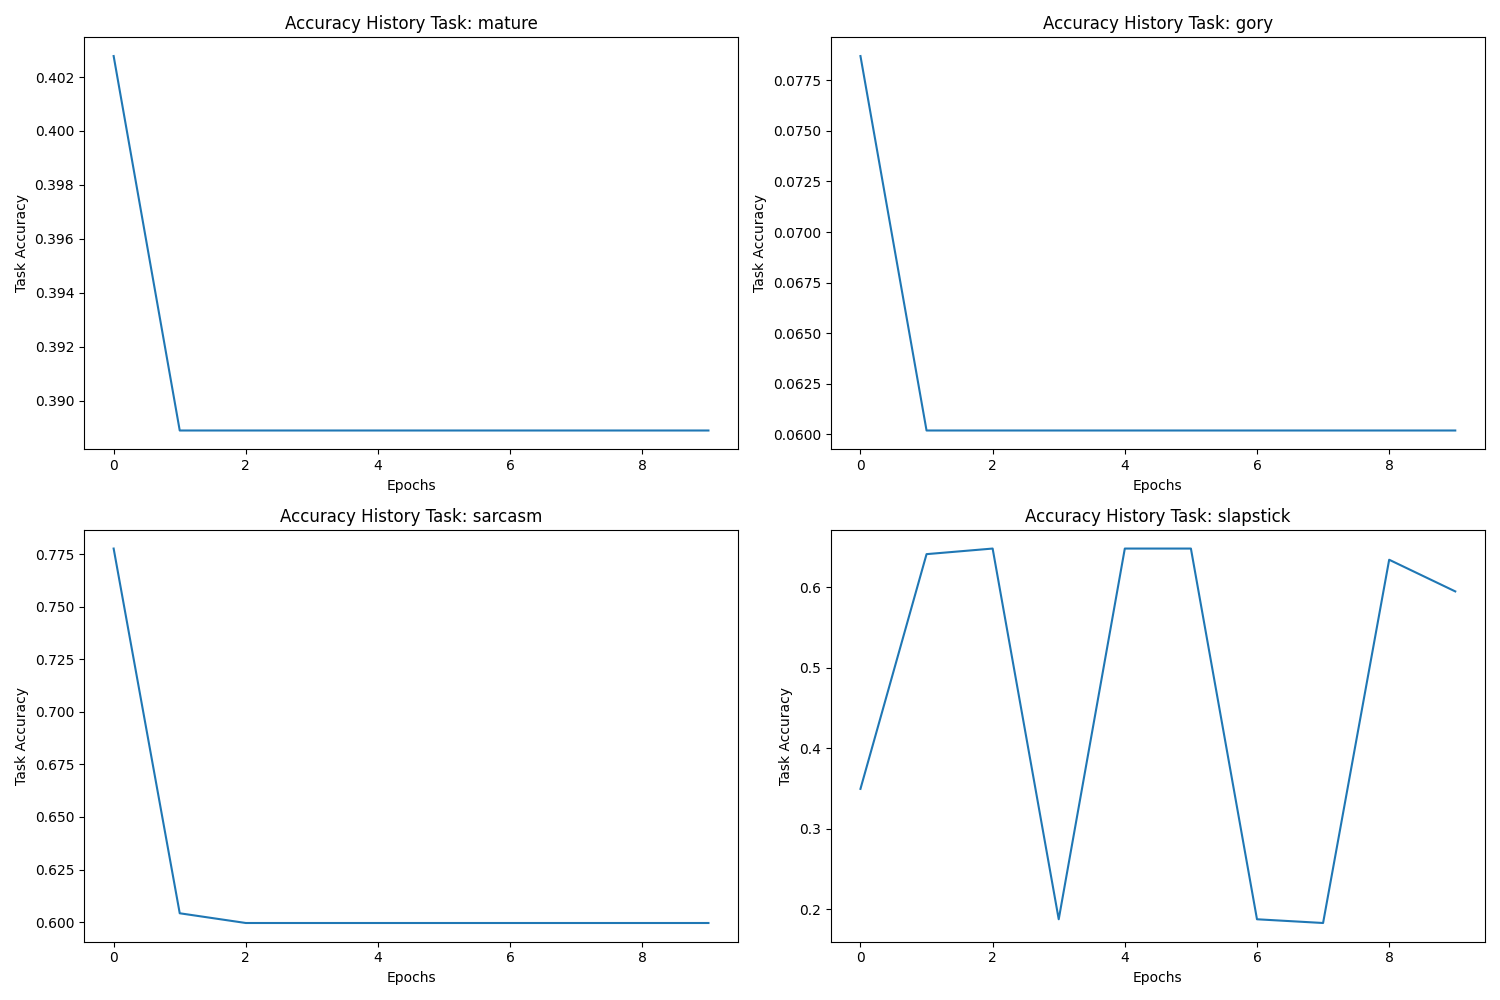 Accuracy History Task: mature
0.402
0.400
0.398
0.396
0.394
0.392
0.390
Task Accuracy
0 2 4 6 8
Epochs
Accuracy History Task: gory
0.0775
0.0750
0.0725
0.0700
0.0675
0.0650
0.0625
0.0600
Task Accuracy
0 2 4 6 8
Epochs
Accuracy History Task: sarcasm
0.775
0.750
0.725
0.700
0.675
0.650
0.625
0.600
Task Accuracy
0 2 4 6 8
Epochs
Accuracy History Task: slapstick
0.6
0.5
0.4
0.3
0.2
Task Accuracy
0 2 4 6 8
Epochs